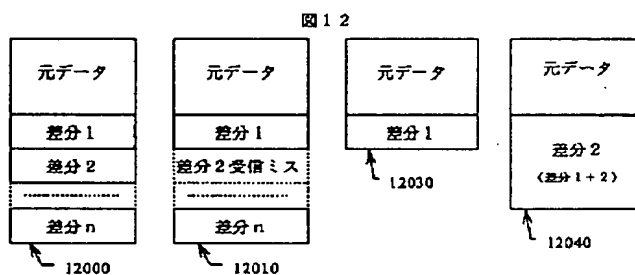 図12
元データ
差分1
差分2
差分n
12000
元データ
差分1
差分2受信ミス
差分n
12010
元データ
差分1
12030
元データ
差分2
(差分1+2)
12040